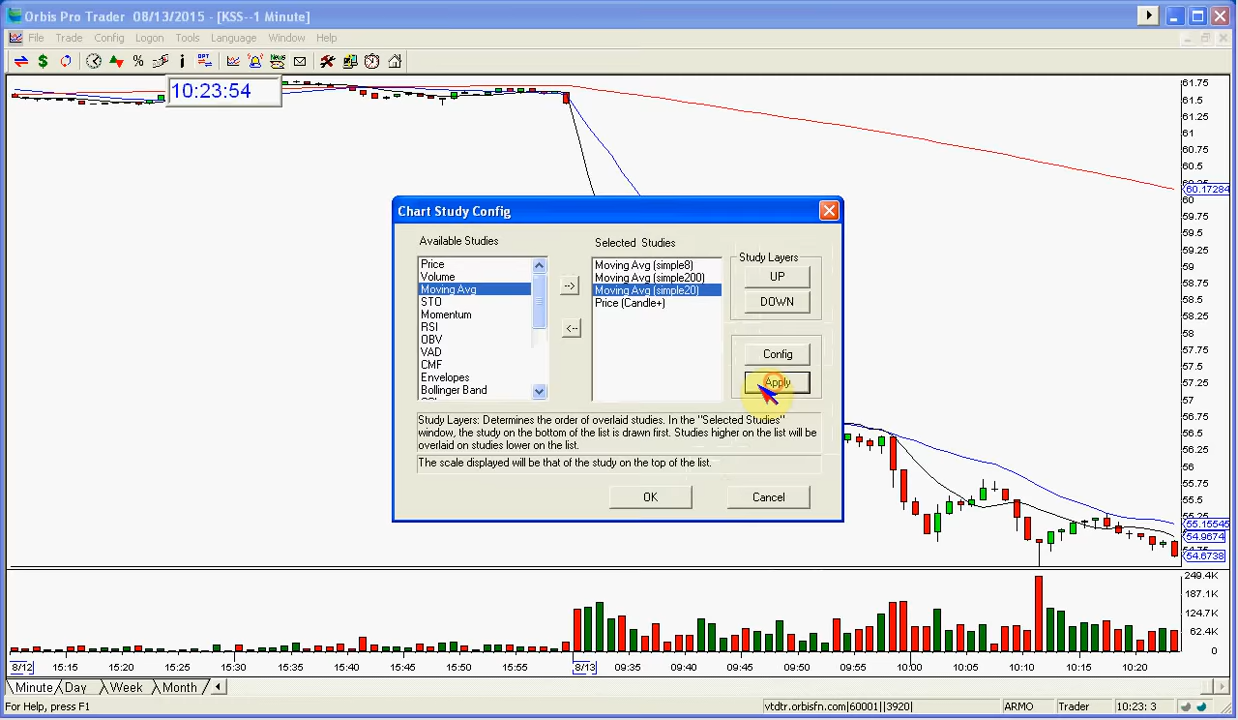 Orbis Pro Trader 08/13/2015 - [KSS--1 Minute]
File Trade Config Logon Tools Language Window Help
10:23:54
61.75
61.5
61
60.75
60.5
60.17284
60
59.75
59.5
59.25
59
58.75
58.5
58.25
58
57.75
57.5
57.25
57
56.75
56.5
56.25
56
55.75
55.5
55.25
55.15545
54.9674
54.75
54.6738
Chart Study Config
Available Studies
Price
Volume
Moving Avg
STO
Momentum
RSI
OBV
VAD
CMF
Envelopes
Bollinger Band
-->
<--
Selected Studies
Moving Avg (simple8)
Moving Avg (simple200)
Moving Avg (simple20)
Price (Candle+)
Study Layers
UP
DOWN
Config
Apply
Study Layers: Determines the order of overlaid studies. In the "Selected Studies"
window, the study on the bottom of the list is drawn first. Studies higher on the list will be
overlaid on studies lower on the list.
The scale displayed will be that of the study on the top of the list.
OK Cancel
249.4K
187.1K
124.7K
62.4K
0
8/12 15:15 15:20 15:25 15:30 15:35 15:40 15:45 15:50 15:55 8/13 09:35 09:40 09:45 09:50 09:55 10:00 10:05 10:10 10:15 10:20
Minute Day Week Month
For Help, press F1 vtdtr.orbisfn.com|60001||3920| ARMO Trader 10:23: 3